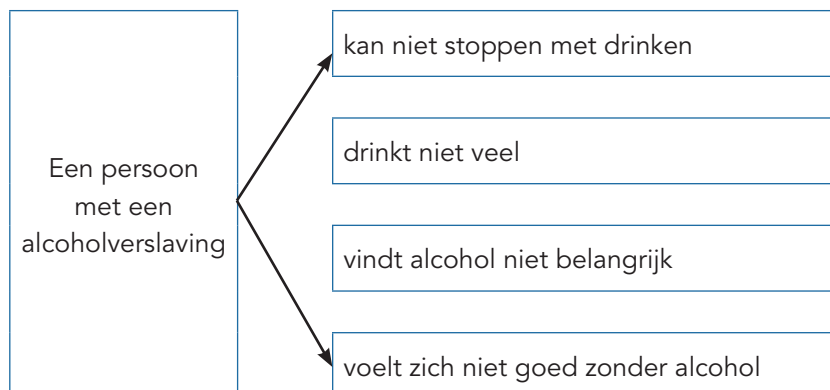 Een persoon
met een
alcoholverslaving
kan niet stoppen met drinken
drinkt niet veel
vindt alcohol niet belangrijk
voelt zich niet goed zonder alcohol